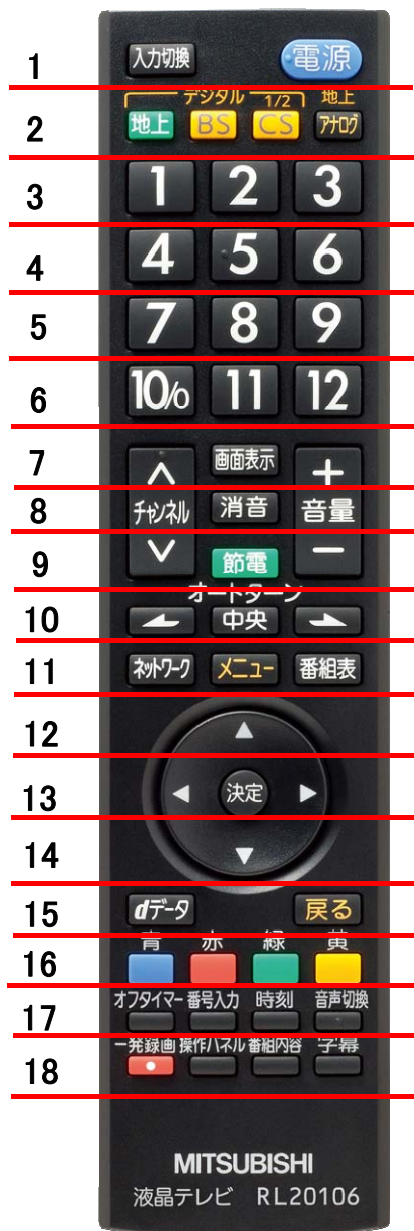 1 入力切換 電源
デジタル 1/2 地上
2 地上 BS CS アナログ
3 1 2 3
4 4 5 6
5 7 8 9
6 10/0 11 12
7 画面表示 +
8 チャンネル 消音 音量
9 節電 −
オートターン
10 中央
11 ネットワーク メニュー 番組表
12
13 決定
14
15 dデータ 戻る
青 赤 緑 黄
16
オフタイマー 番号入力 時刻 音声切換
17
一発録画 操作パネル 番組内容 字幕
18
MITSUBISHI
液晶テレビ RL20106